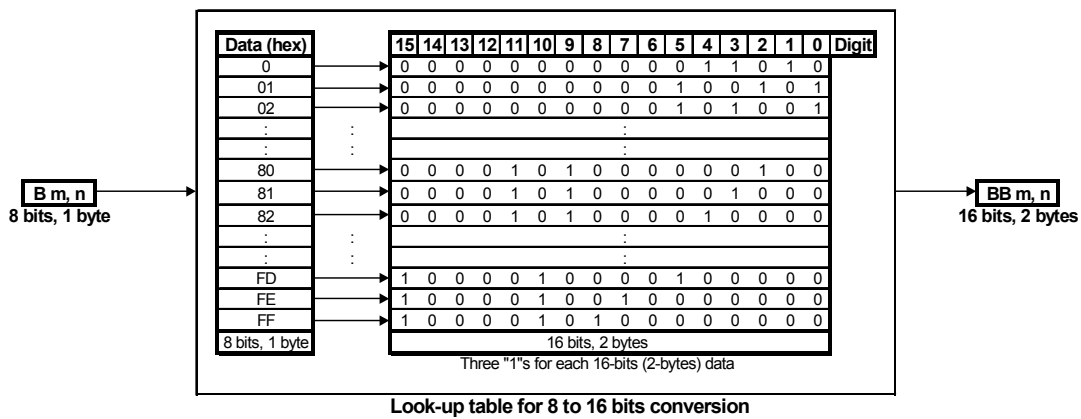 Data (hex) 15 14 13 12 11 10 9 8 7 6 5 4 3 2 1 0 Digit
0 0 0 0 0 0 0 0 0 0 0 0 1 1 0 1 0
01 0 0 0 0 0 0 0 0 0 0 1 0 0 1 0 1
02 0 0 0 0 0 0 0 0 0 0 1 0 1 0 0 1
: : :
: : :
80 0 0 0 0 1 0 1 0 0 0 0 0 0 1 0 0
81 0 0 0 0 1 0 1 0 0 0 0 0 1 0 0 0
82 0 0 0 0 1 0 1 0 0 0 0 1 0 0 0 0
: : :
: : :
FD 1 0 0 0 0 1 0 0 0 0 1 0 0 0 0 0
FE 1 0 0 0 0 1 0 0 1 0 0 0 0 0 0 0
FF 1 0 0 0 0 1 0 1 0 0 0 0 0 0 0 0
8 bits, 1 byte 16 bits, 2 bytes
Three "1"s for each 16-bits (2-bytes) data
B m, n
8 bits, 1 byte
BB m, n
16 bits, 2 bytes
Look-up table for 8 to 16 bits conversion